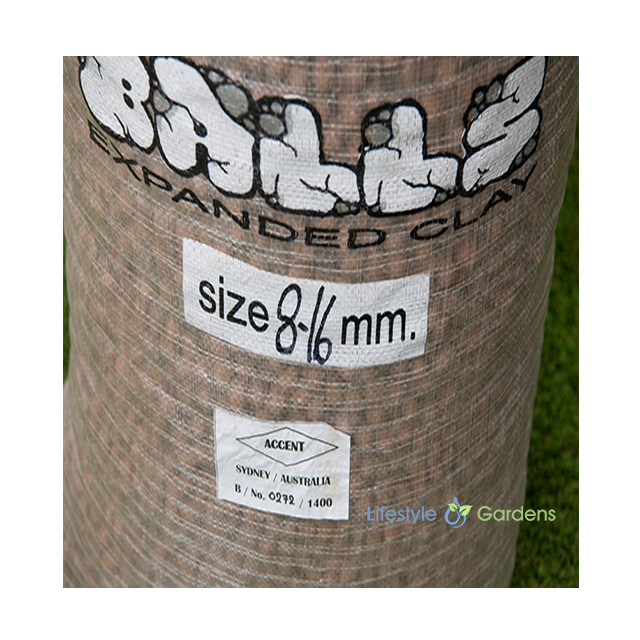 BALLS
EXPANDED CLAY
size 8-16 mm.
ACCENT
SYDNEY / AUSTRALIA
B / No. 0272 / 1400
Lifestyle Gardens